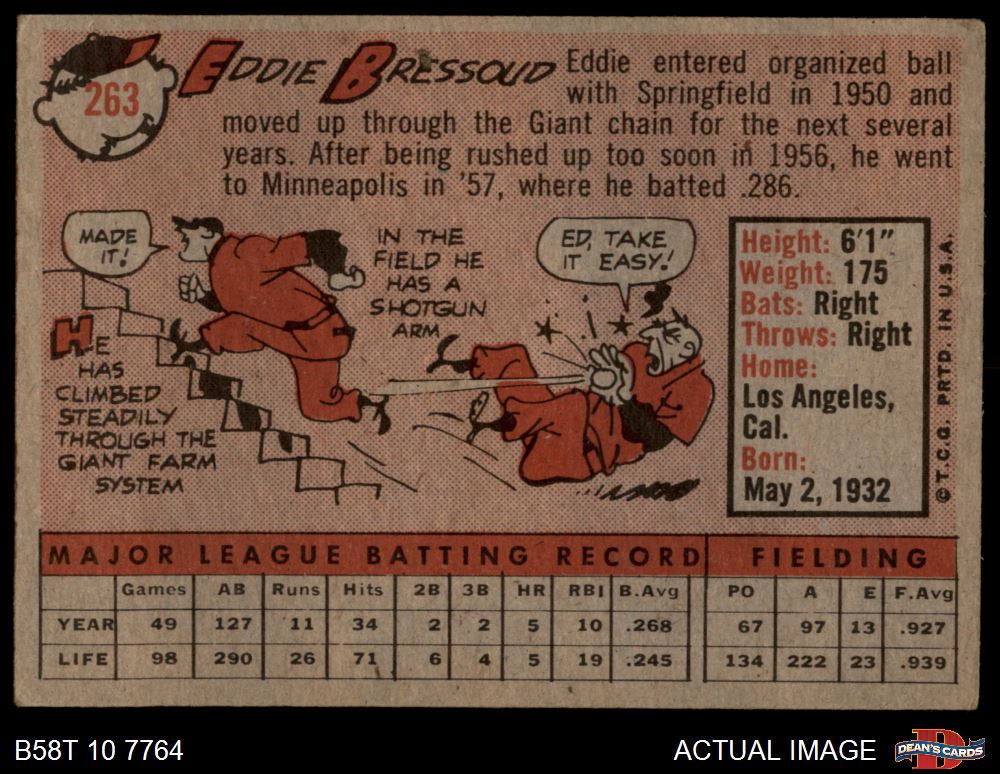 263
EDDIE BRESSOUD
Eddie entered organized ball
with Springfield in 1950 and
moved up through the Giant chain for the next several
years. After being rushed up too soon in 1956, he went
to Minneapolis in '57, where he batted .286.
MADE
IT!
HE
HAS
CLIMBED
STEADILY
THROUGH THE
GIANT FARM
SYSTEM
IN THE
FIELD HE
HAS A
SHOTGUN
ARM
ED, TAKE
IT EASY!
Height: 6'1"
Weight: 175
Bats: Right
Throws: Right
Home:
Los Angeles,
Cal.
Born:
May 2, 1932
© T.C.G. PRTD. IN U.S.A.
MAJOR LEAGUE BATTING RECORD FIELDING
Games AB Runs Hits 2B 3B HR RBI B.Avg PO A E F.Avg
YEAR 49 127 11 34 2 2 5 10 .268 67 97 13 .927
LIFE 98 290 26 71 6 4 5 19 .245 134 222 23 .939
B58T 10 7764
ACTUAL IMAGE
D
DEAN'S CARDS